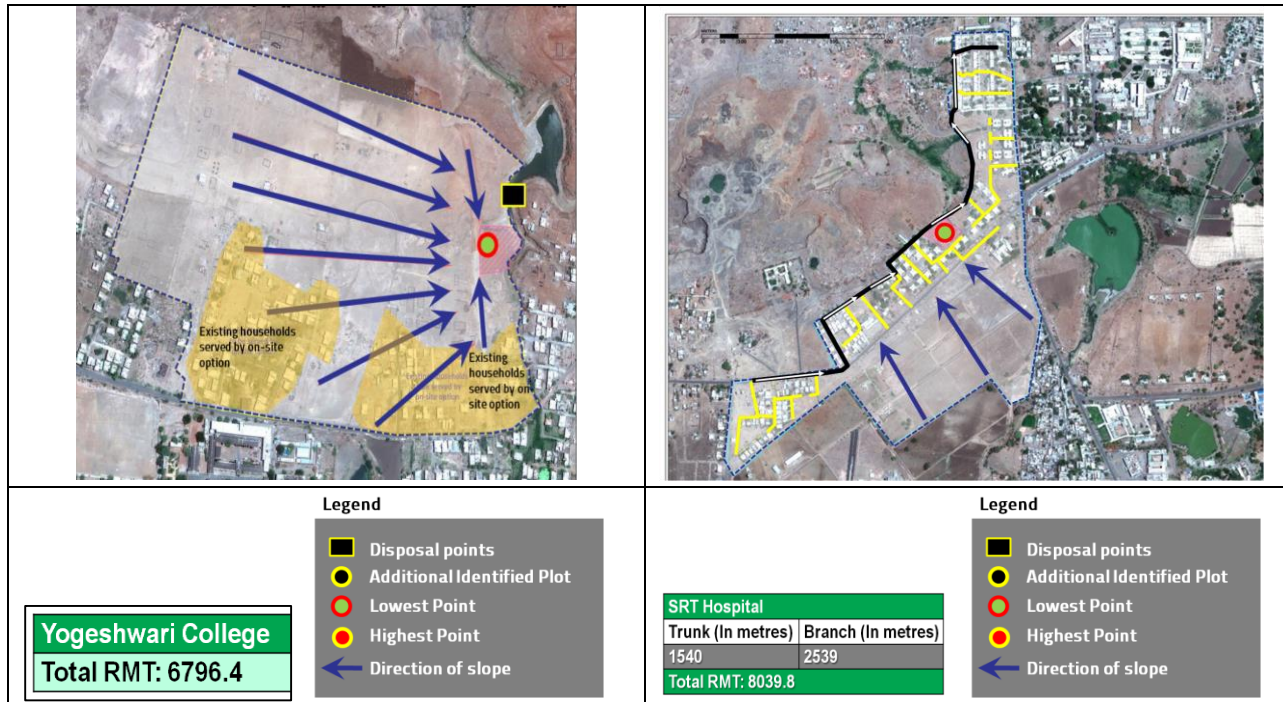 Existing households
served by on-site
option
Existing
households
served by on-
site option
METERS
Legend
Disposal points
Additional Identified Plot
Lowest Point
Highest Point
Direction of slope
Yogeshwari College
Total RMT: 6796.4
Legend
Disposal points
Additional Identified Plot
Lowest Point
Highest Point
Direction of slope
SRT Hospital
Trunk (In metres) Branch (In metres)
1540 2539
Total RMT: 8039.8